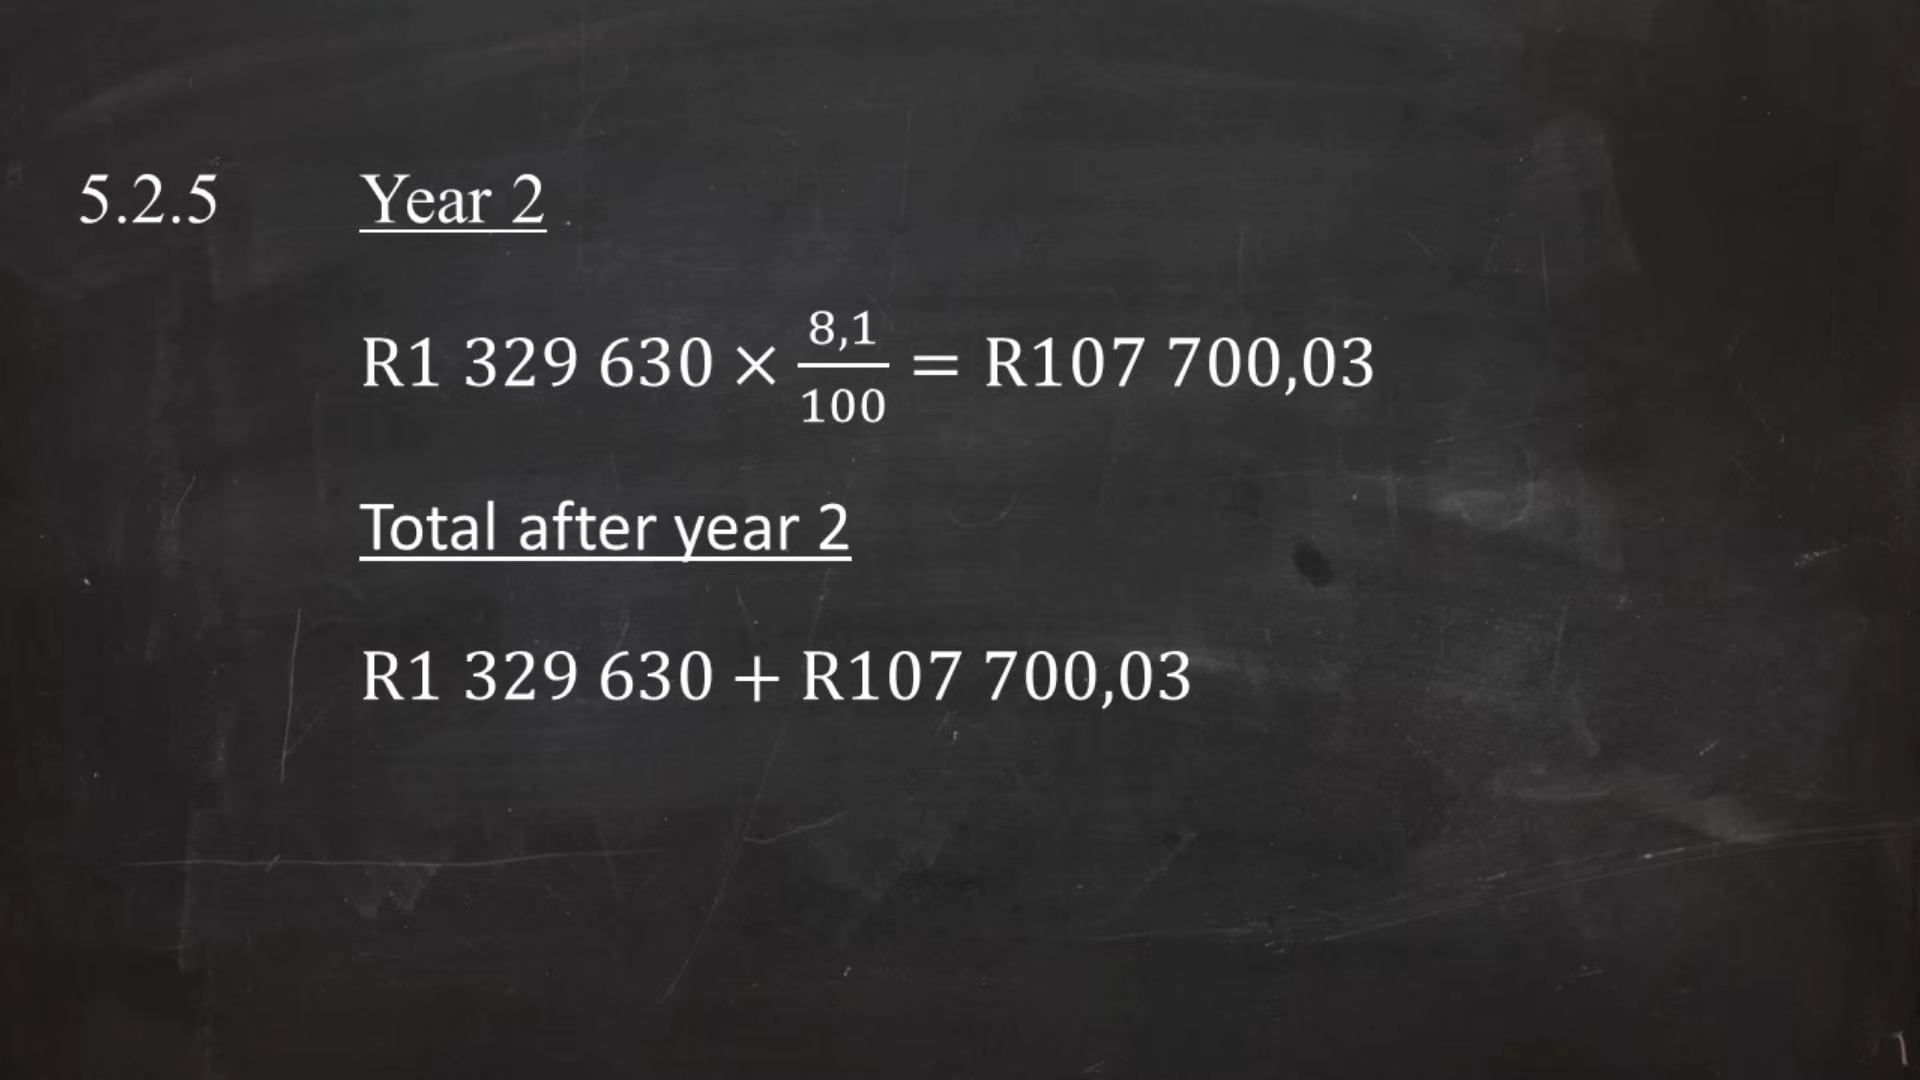 5.2.5 Year 2
R1 329 630 × 8,1/100 = R107 700,03
Total after year 2
R1 329 630 + R107 700,03